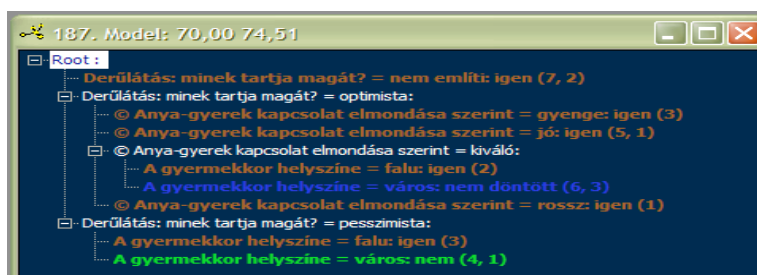 187. Model: 70,00 74,51
Root :
Derűlátás: minek tartja magát? = nem említi: igen (7, 2)
Derűlátás: minek tartja magát? = optimista:
© Anya-gyerek kapcsolat elmondása szerint = gyenge: igen (3)
© Anya-gyerek kapcsolat elmondása szerint = jó: igen (5, 1)
© Anya-gyerek kapcsolat elmondása szerint = kiváló:
A gyermekkor helyszíne = falu: igen (2)
A gyermekkor helyszíne = város: nem döntött (6, 3)
© Anya-gyerek kapcsolat elmondása szerint = rossz: igen (1)
Derűlátás: minek tartja magát? = pesszimista:
A gyermekkor helyszíne = falu: igen (3)
A gyermekkor helyszíne = város: nem (4, 1)